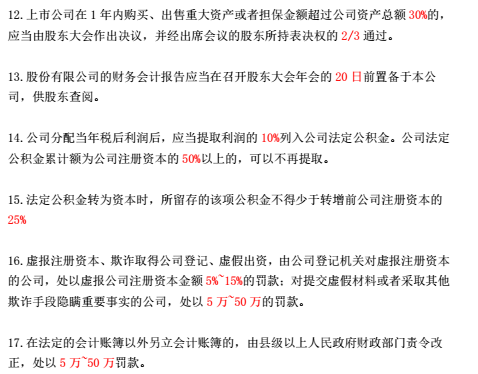 12.上市公司在 1 年内购买、出售重大资产或者担保金额超过公司资产总额 30%的，
应当由股东大会作出决议，并经出席会议的股东所持表决权的 2/3 通过。
13.股份有限公司的财务会计报告应当在召开股东大会年会的 20 日前置备于本公
司，供股东查阅。
14.公司分配当年税后利润后，应当提取利润的 10%列入公司法定公积金。公司法定
公积金累计额为公司注册资本的 50%以上的，可以不再提取。
15.法定公积金转为资本时，所留存的该项公积金不得少于转增前公司注册资本的
25%
16.虚报注册资本、欺诈取得公司登记、虚假出资，由公司登记机关对虚报注册资本
的公司，处以虚报公司注册资本金额 5%~15%的罚款；对提交虚假材料或者采取其他
欺诈手段隐瞒重要事实的公司，处以 5 万~50 万的罚款。
17.在法定的会计账簿以外另立会计账簿的，由县级以上人民政府财政部门责令改
正，处以 5 万~50 万罚款。